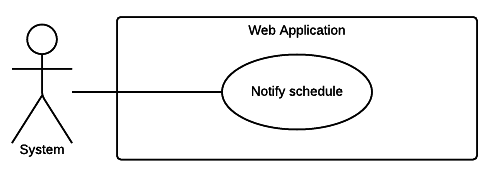 Web Application
Notify schedule
System